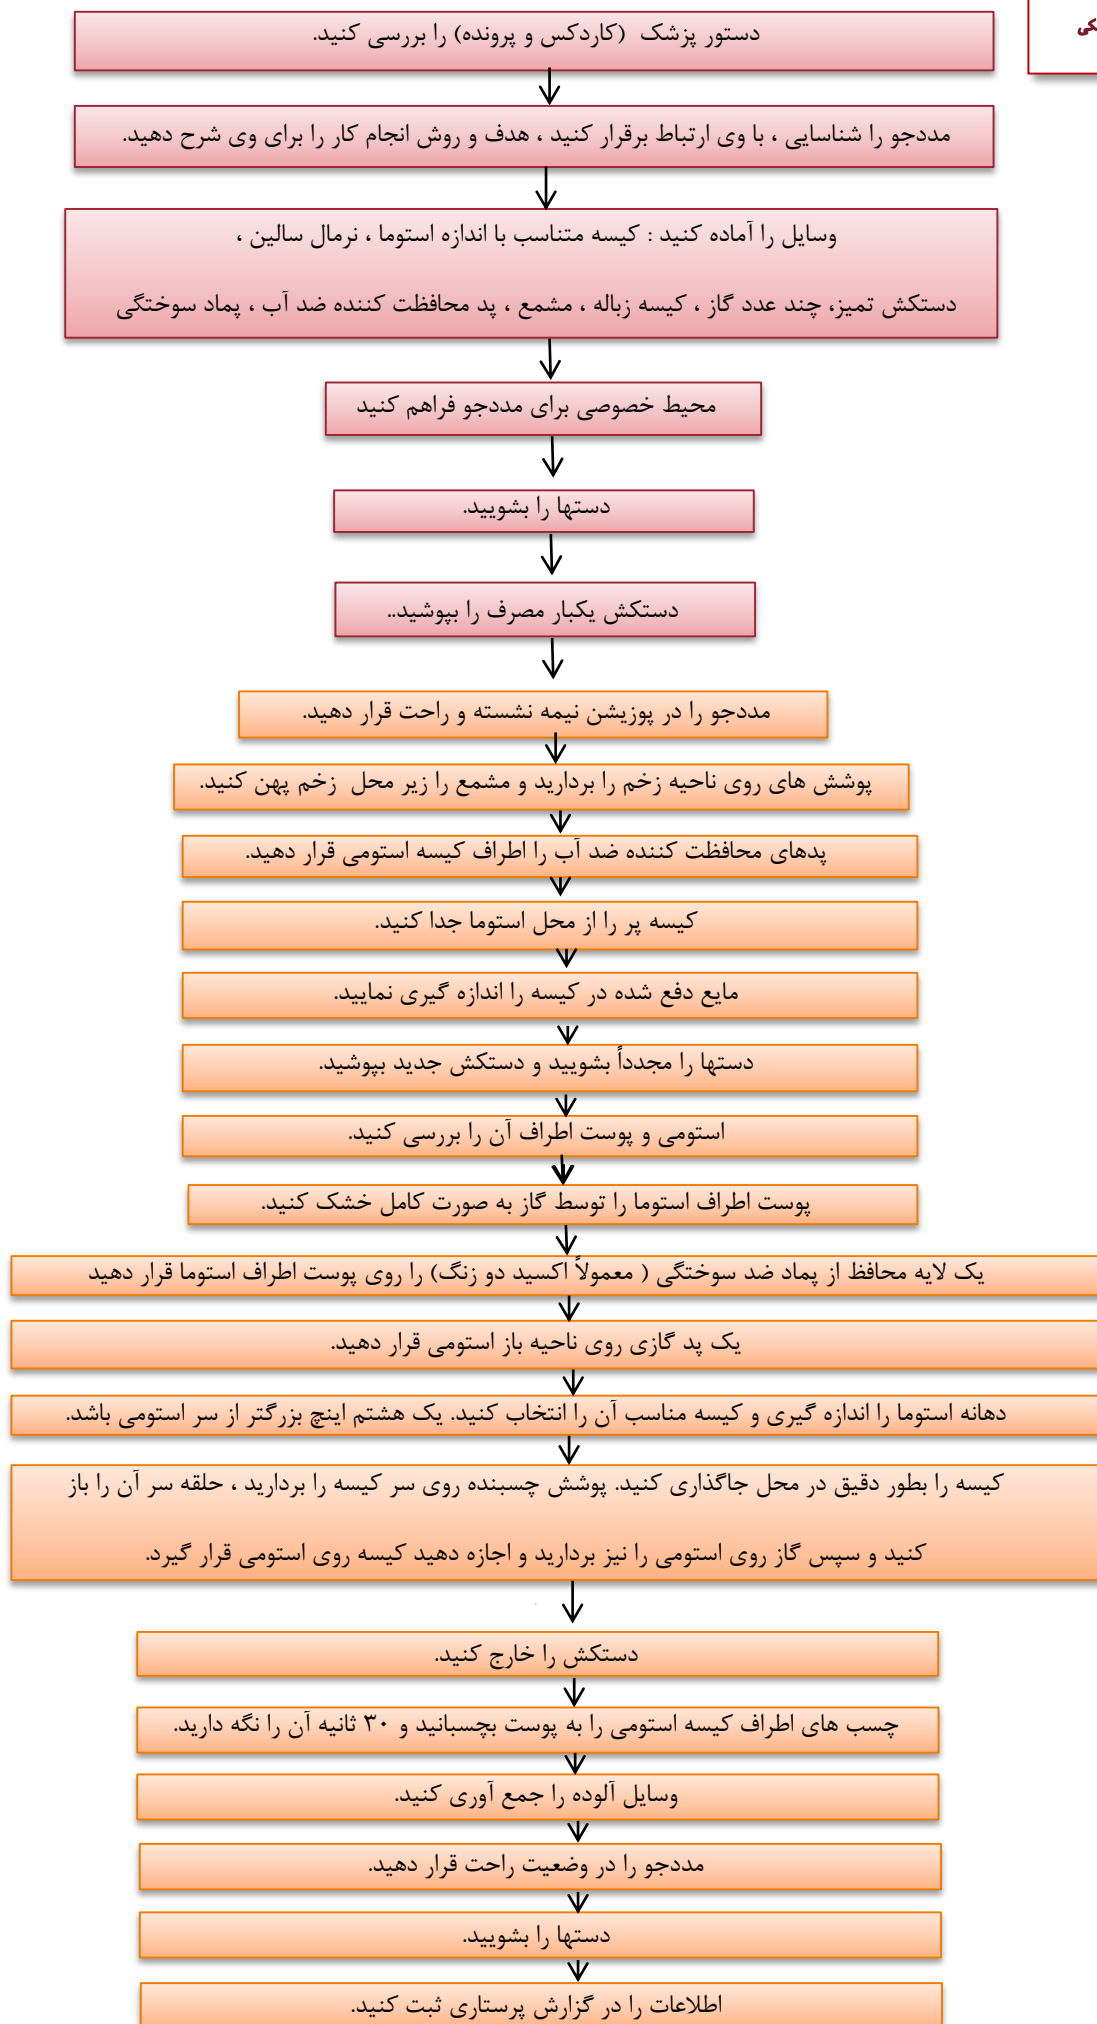 کی
دستور پزشک (کاردکس و پرونده) را بررسی کنید.
مددجو را شناسایی ، با وی ارتباط برقرار کنید ، هدف و روش انجام کار را برای وی شرح دهید.
وسایل را آماده کنید : کیسه متناسب با اندازه استوما ، نرمال سالین ،
دستکش تمیز، چند عدد گاز ، کیسه زباله ، مشمع ، پد محافظت کننده ضد آب ، پماد سوختگی
محیط خصوصی برای مددجو فراهم کنید
دستها را بشویید.
دستکش یکبار مصرف را بپوشید..
مددجو را در پوزیشن نیمه نشسته و راحت قرار دهید.
پوشش های روی ناحیه زخم را بردارید و مشمع را زیر محل زخم پهن کنید.
پدهای محافظت کننده ضد آب را اطراف کیسه استومی قرار دهید.
کیسه پر را از محل استوما جدا کنید.
مایع دفع شده در کیسه را اندازه گیری نمایید.
دستها را مجدداً بشویید و دستکش جدید بپوشید.
استومی و پوست اطراف آن را بررسی کنید.
پوست اطراف استوما را توسط گاز به صورت کامل خشک کنید.
یک لایه محافظ از پماد ضد سوختگی ( معمولاً اکسید دو زنگ) را روی پوست اطراف استوما قرار دهید
یک پد گازی روی ناحیه باز استومی قرار دهید.
دهانه استوما را اندازه گیری و کیسه مناسب آن را انتخاب کنید. یک هشتم اینچ بزرگتر از سر استومی باشد.
کیسه را بطور دقیق در محل جاگذاری کنید. پوشش چسبنده روی سر کیسه را بردارید ، حلقه سر آن را باز
کنید و سپس گاز روی استومی را نیز بردارید و اجازه دهید کیسه روی استومی قرار گیرد.
دستکش را خارج کنید.
چسب های اطراف کیسه استومی را به پوست بچسبانید و ۳۰ ثانیه آن را نگه دارید.
وسایل آلوده را جمع آوری کنید.
مددجو را در وضعیت راحت قرار دهید.
دستها را بشویید.
اطلاعات را در گزارش پرستاری ثبت کنید.